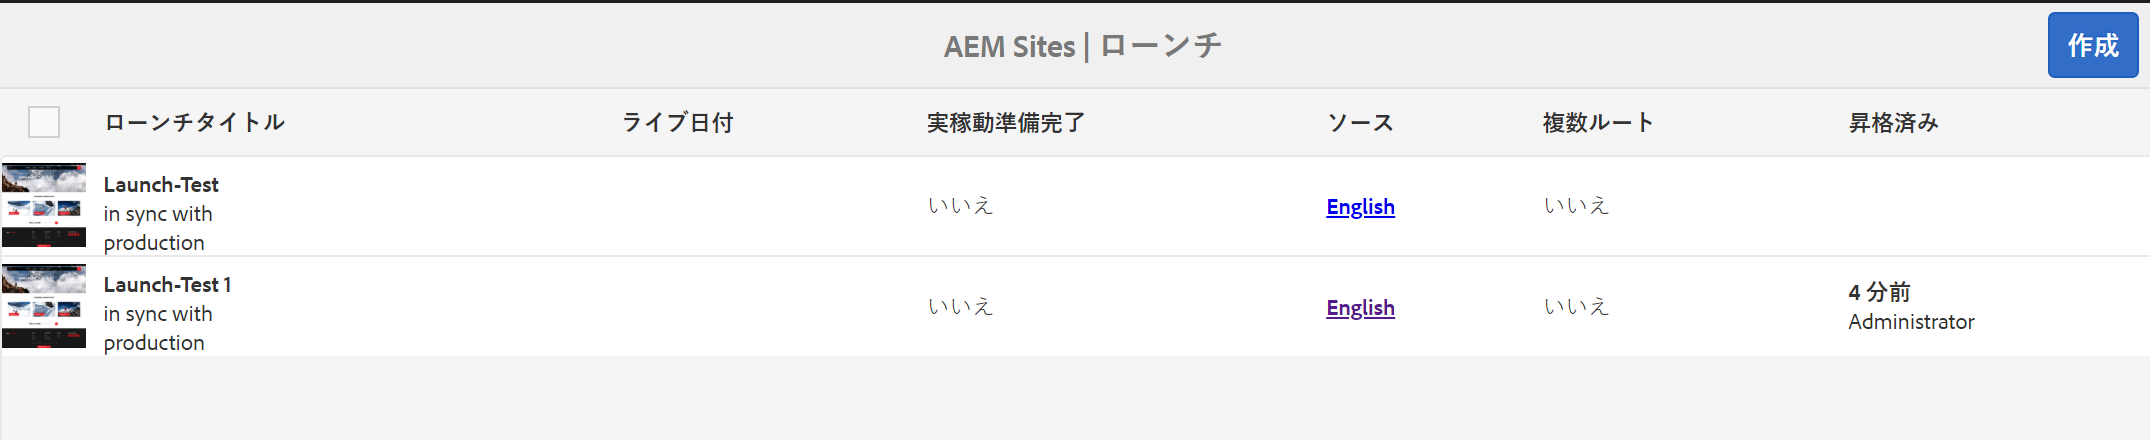 AEM Sites | ローンチ
作成
ローンチタイトル ライブ日付 実稼動準備完了 ソース 複数ルート 昇格済み
Launch-Test
in sync with
production
いいえ English いいえ
Launch-Test 1
in sync with
production
いいえ English いいえ
4 分前
Administrator